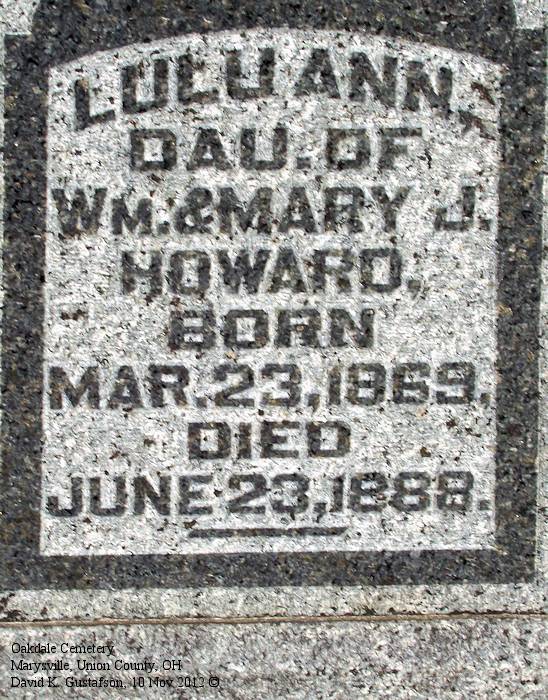 LULU ANN,
DAU. OF
WM. & MARY J.
HOWARD,
BORN
MAR. 23, 1869.
DIED
JUNE 23, 1888.
Oakdale Cemetery
Marysville, Union County, OH
David K. Gustafson, 10 Nov 2012 ©